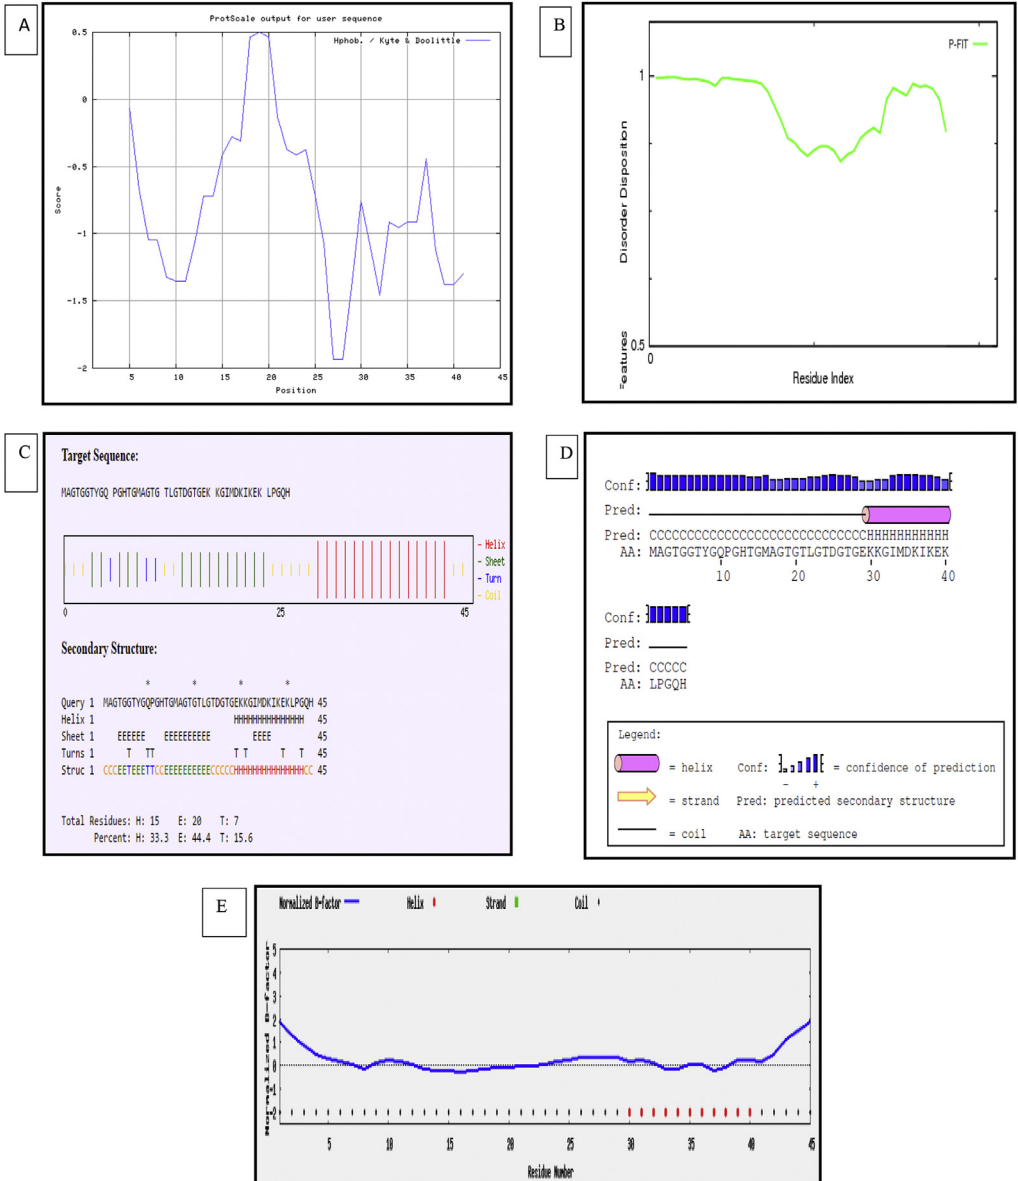 A
ProtScale output for user sequence
Hphob. / Kyte & Doolittle
0.5
0
-0.5
-1
-1.5
-2
Score
5 10 15 20 25 30 35 40 45
Position
B
P-FIT
1
0.5
0
Disorder Disposition
Features
Residue Index
C
Target Sequence:
MAGTGGTYGQ PGHTGMAGTG TLGTDGTGEK KGIMDKIKEK LPGQH
- Helix
- Sheet
- Turn
- Coil
0 25 45
Secondary Structure:
* * * *
Query 1 MAGTGGTYGQPGHTGMAGTGTLGTDGTGEKKGIMDKIKEKLPGQH 45
Helix 1 HHHHHHHHHHHHHHH 45
Sheet 1 EEEEEE EEEEEEEEEE EEEE 45
Turns 1 T TT T T T T 45
Struc 1 CCCEETEEETTCCEEEEEEEEEECCCCCHHHHHHHHHHHHHHHCC 45
Total Residues: H: 15 E: 20 T: 7
Percent: H: 33.3 E: 44.4 T: 15.6
D
Conf:
Pred:
Pred: CCCCCCCCCCCCCCCCCCCCCCCCCCCCCHHHHHHHHHHH
AA: MAGTGGTYGQPGHTGMAGTGTLGTDGTGEKKGIMDKIKEK
10 20 30 40
Conf:
Pred:
Pred: CCCCC
AA: LPGQH
Legend:
= helix Conf: - + = confidence of prediction
= strand Pred: predicted secondary structure
= coil AA: target sequence
E
Normalized B-factor Helix Strand Coil
Normalized B-factor
5
4
3
2
1
0
-1
-2
5 10 15 20 25 30 35 40 45
Residue Number